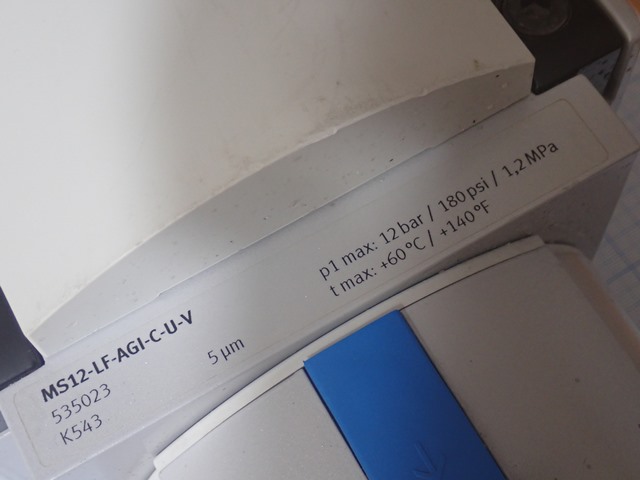 p1 max: 12 bar / 180 psi / 1,2 MPa
t max: +60 °C / +140 °F
MS12-LF-AGI-C-U-V
535023
K543
5 µm